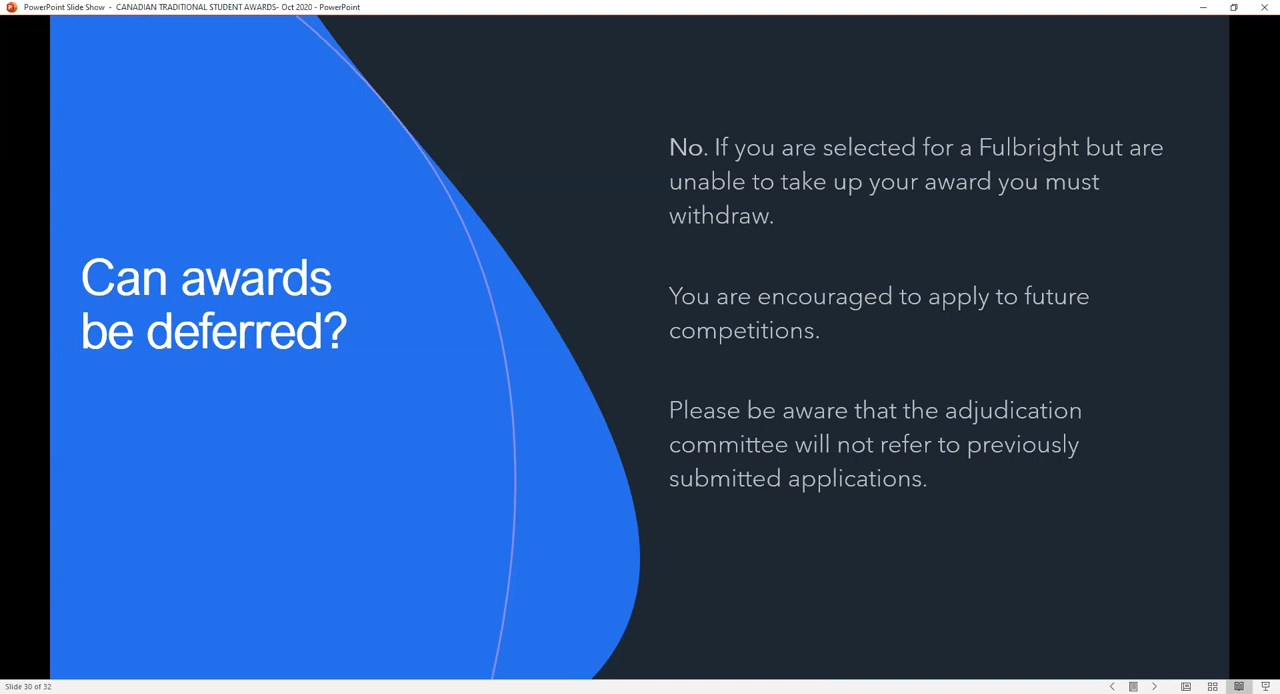 PowerPoint Slide Show - CANADIAN TRADITIONAL STUDENT AWARDS- Oct 2020 - PowerPoint
Can awards
be deferred?
No. If you are selected for a Fulbright but are
unable to take up your award you must
withdraw.
You are encouraged to apply to future
competitions.
Please be aware that the adjudication
committee will not refer to previously
submitted applications.
Slide 30 of 32